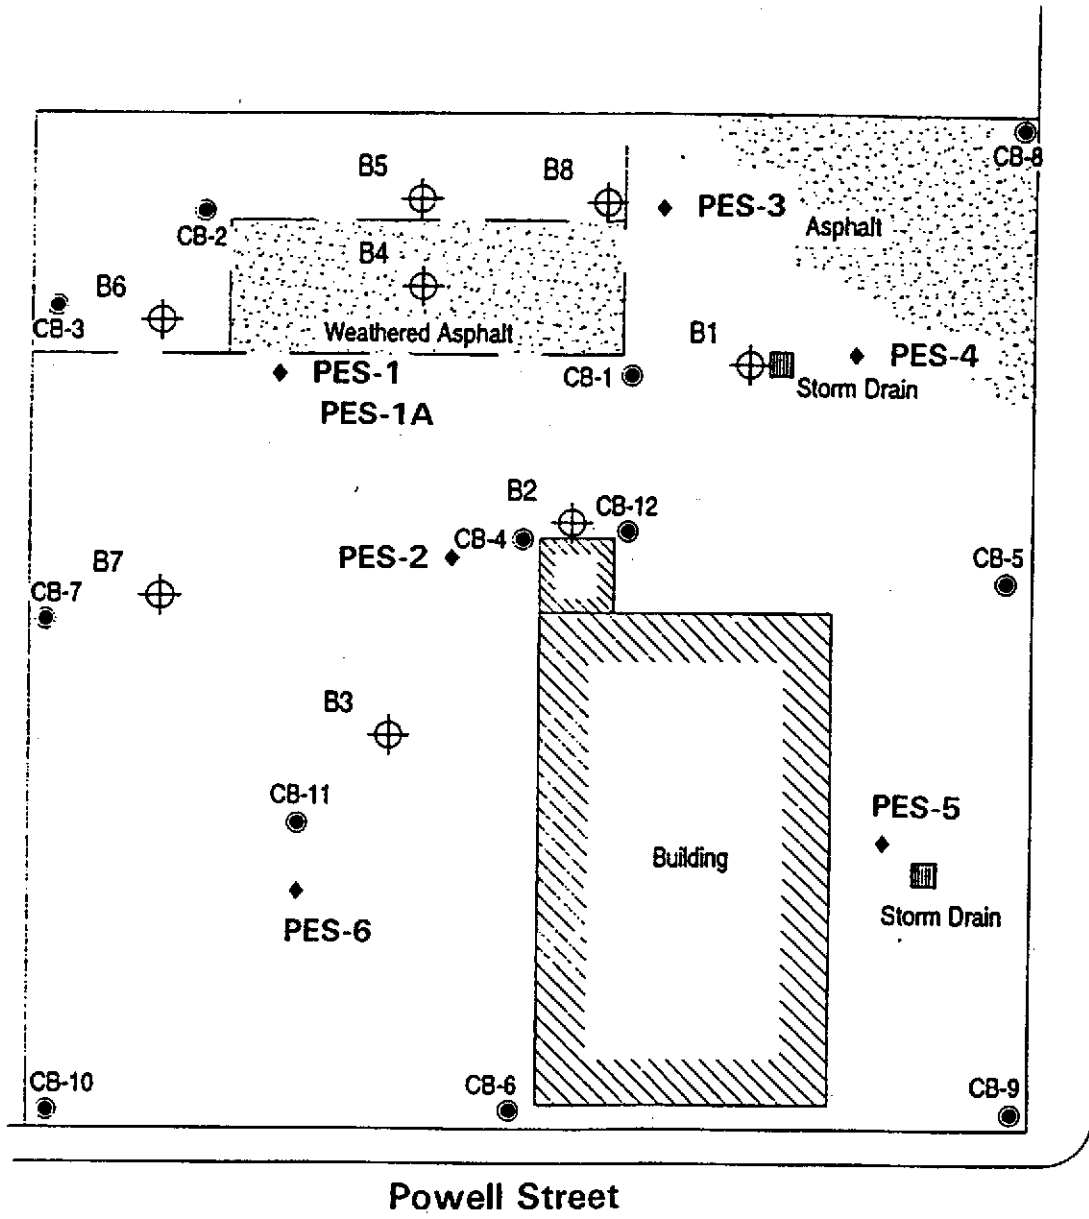 CB-8
B5
B8
PES-3
CB-2
Asphalt
B4
B6
CB-3
Weathered Asphalt
B1
PES-4
PES-1
CB-1
Storm Drain
PES-1A
B2
CB-12
CB-4
PES-2
B7
CB-5
CB-7
B3
CB-11
PES-5
Building
Storm Drain
PES-6
CB-10
CB-6
CB-9
Powell Street